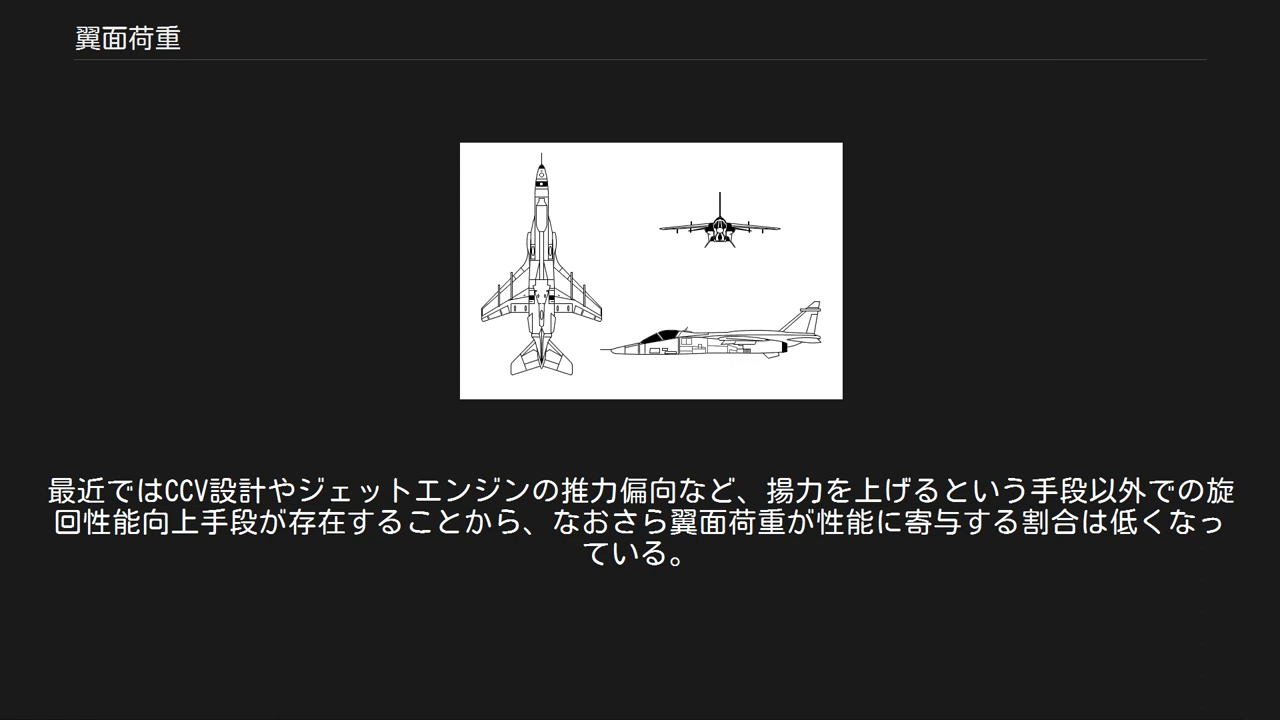 翼面荷重
最近ではCCV設計やジェットエンジンの推力偏向など、揚力を上げるという手段以外での旋
回性能向上手段が存在することから、なおさら翼面荷重が性能に寄与する割合は低くなっ
ている。